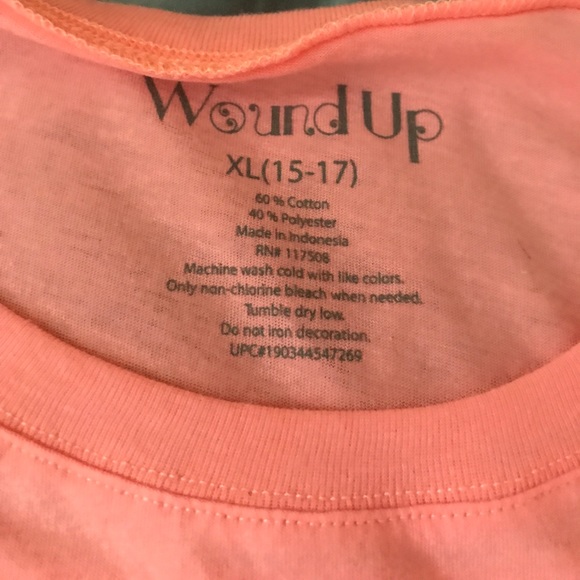 Wound Up
XL(15-17)
60 % Cotton
40 % Polyester
Made in Indonesia
RN# 117508
Machine wash cold with like colors.
Only non-chlorine bleach when needed.
Tumble dry low.
Do not iron decoration.
UPC#190344547269